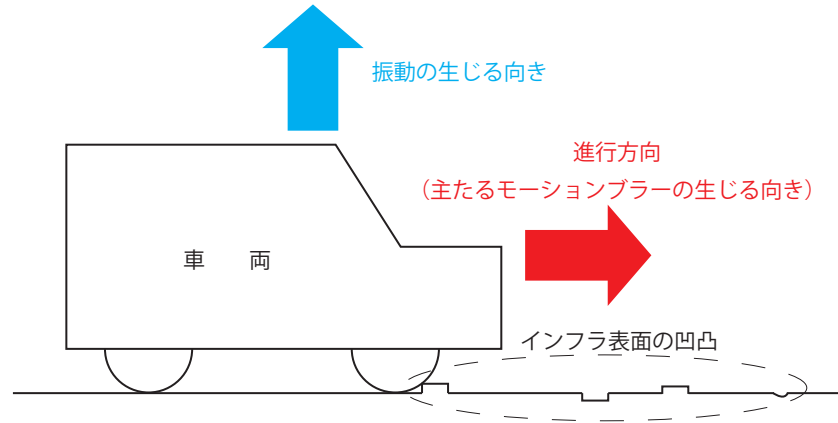 振動の生じる向き
進行方向
（主たるモーションブラーの生じる向き）
車　両
インフラ表面の凹凸